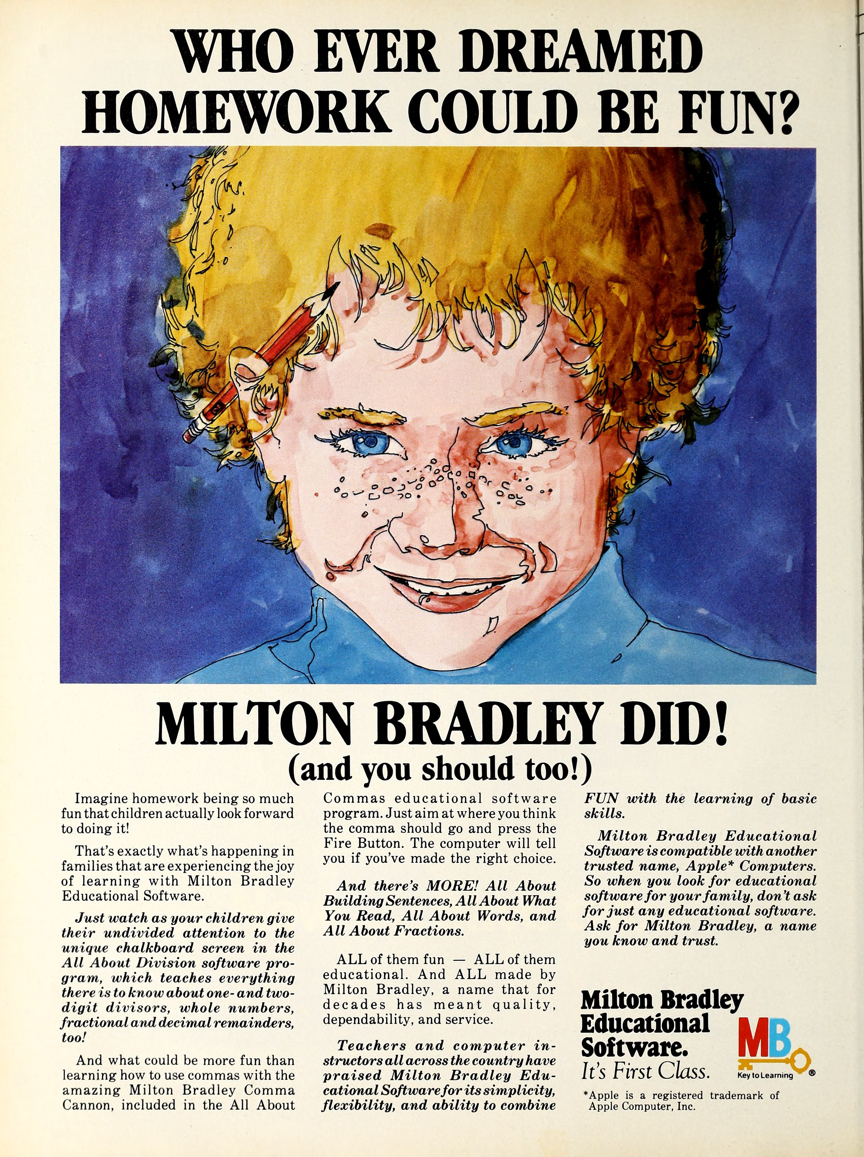 WHO EVER DREAMED
HOMEWORK COULD BE FUN?
MILTON BRADLEY DID!
(and you should too!)
Imagine homework being so much
fun that children actually look forward
to doing it!
That's exactly what's happening in
families that are experiencing the joy
of learning with Milton Bradley
Educational Software.
Just watch as your children give
their undivided attention to the
unique chalkboard screen in the
All About Division software pro-
gram, which teaches everything
there is to know about one- and two-
digit divisors, whole numbers,
fractional and decimal remainders,
too!
And what could be more fun than
learning how to use commas with the
amazing Milton Bradley Comma
Cannon, included in the All About
Commas educational software
program. Just aim at where you think
the comma should go and press the
Fire Button. The computer will tell
you if you've made the right choice.
And there's MORE! All About
Building Sentences, All About What
You Read, All About Words, and
All About Fractions.
ALL of them fun — ALL of them
educational. And ALL made by
Milton Bradley, a name that for
decades has meant quality,
dependability, and service.
Teachers and computer in-
structors all across the country have
praised Milton Bradley Edu-
cational Software for its simplicity,
flexibility, and ability to combine
FUN with the learning of basic
skills.
Milton Bradley Educational
Software is compatible with another
trusted name, Apple* Computers.
So when you look for educational
software for your family, don't ask
for just any educational software.
Ask for Milton Bradley, a name
you know and trust.
Milton Bradley
Educational
Software.
It's First Class.
MB
Key to Learning ®
*Apple is a registered trademark of
Apple Computer, Inc.